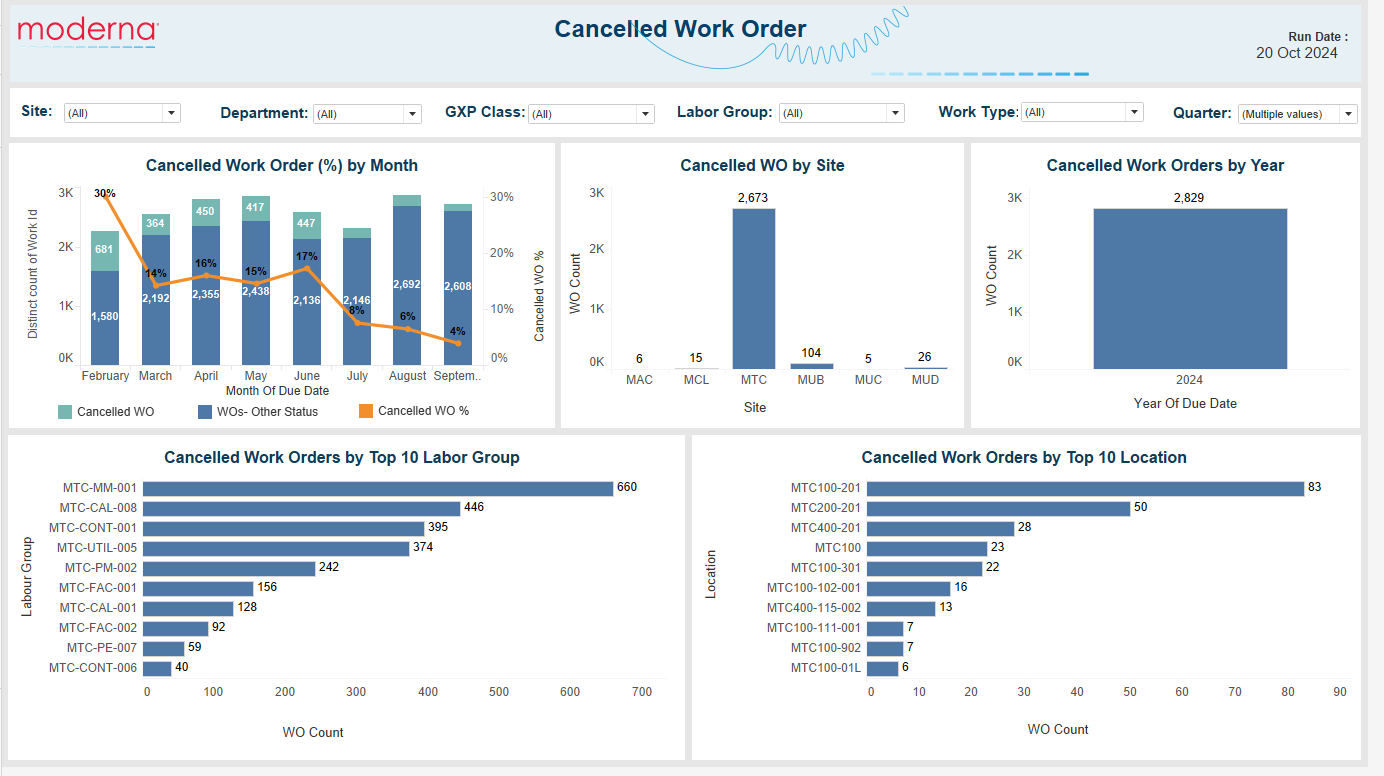 moderna
Cancelled Work Order
Run Date :
20 Oct 2024
Site: (All) Department: (All) GXP Class: (All) Labor Group: (All) Work Type: (All) Quarter: (Multiple values)
Cancelled Work Order (%) by Month
Distinct count of Work Id
3K
2K
1K
0K
30%
20%
10%
0%
Cancelled WO %
681 364 450 417 447
1,580 2,192 2,355 2,438 2,136 2,146 2,692 2,608
30% 14% 16% 15% 17% 8% 6% 4%
February March April May June July August Septem..
Month Of Due Date
Cancelled WO WOs- Other Status Cancelled WO %
Cancelled WO by Site
WO Count
3K
2K
1K
0K
6 15 2,673 104 5 26
MAC MCL MTC MUB MUC MUD
Site
Cancelled Work Orders by Year
WO Count
3K
2K
1K
0K
2,829
2024
Year Of Due Date
Cancelled Work Orders by Top 10 Labor Group
Labour Group
MTC-MM-001 660
MTC-CAL-008 446
MTC-CONT-001 395
MTC-UTIL-005 374
MTC-PM-002 242
MTC-FAC-001 156
MTC-CAL-001 128
MTC-FAC-002 92
MTC-PE-007 59
MTC-CONT-006 40
0 100 200 300 400 500 600 700
WO Count
Cancelled Work Orders by Top 10 Location
Location
MTC100-201 83
MTC200-201 50
MTC400-201 28
MTC100 23
MTC100-301 22
MTC100-102-001 16
MTC400-115-002 13
MTC100-111-001 7
MTC100-902 7
MTC100-01L 6
0 10 20 30 40 50 60 70 80 90
WO Count